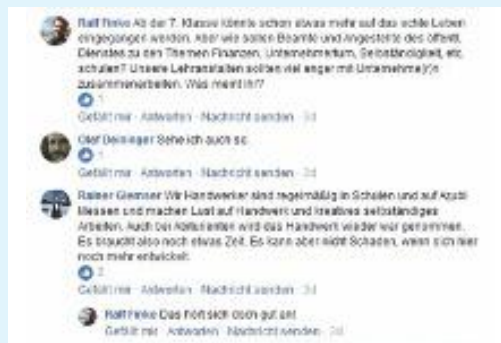 Ralf Finke Ab der 7. Klasse könnte schon etwas mehr auf das echte Leben
eingegangen werden. Aber wie sollen Beamte und Angestellte des öffentl.
Dienstes zu den Themen Finanzen, Unternehmertum, Selbständigkeit, etc.
schulen? Unsere Lehranstalten sollten viel enger mit Unternehme(r)n
zusammenarbeiten. Was meint ihr?
1
Gefällt mir · Antworten · Nachricht senden · 3d
Olaf Deininger Sehe ich auch so
1
Gefällt mir · Antworten · Nachricht senden · 3d
Rainer Wir Handwerker sind regelmäßig in Schulen und auf Azubi
Messen und machen Lust auf Handwerk und kreatives selbständiges
Arbeiten. Auch bei Abiturienten wird das Handwerk wieder war genommen.
Es braucht also noch etwas Zeit. Es kann aber nicht Schaden, wenn sich hier
noch mehr entwickelt.
2
Gefällt mir · Antworten · Nachricht senden · 3d
Ralf Finke Das hört sich doch gut an!
Gefällt mir · Antworten · Nachricht senden · 3d